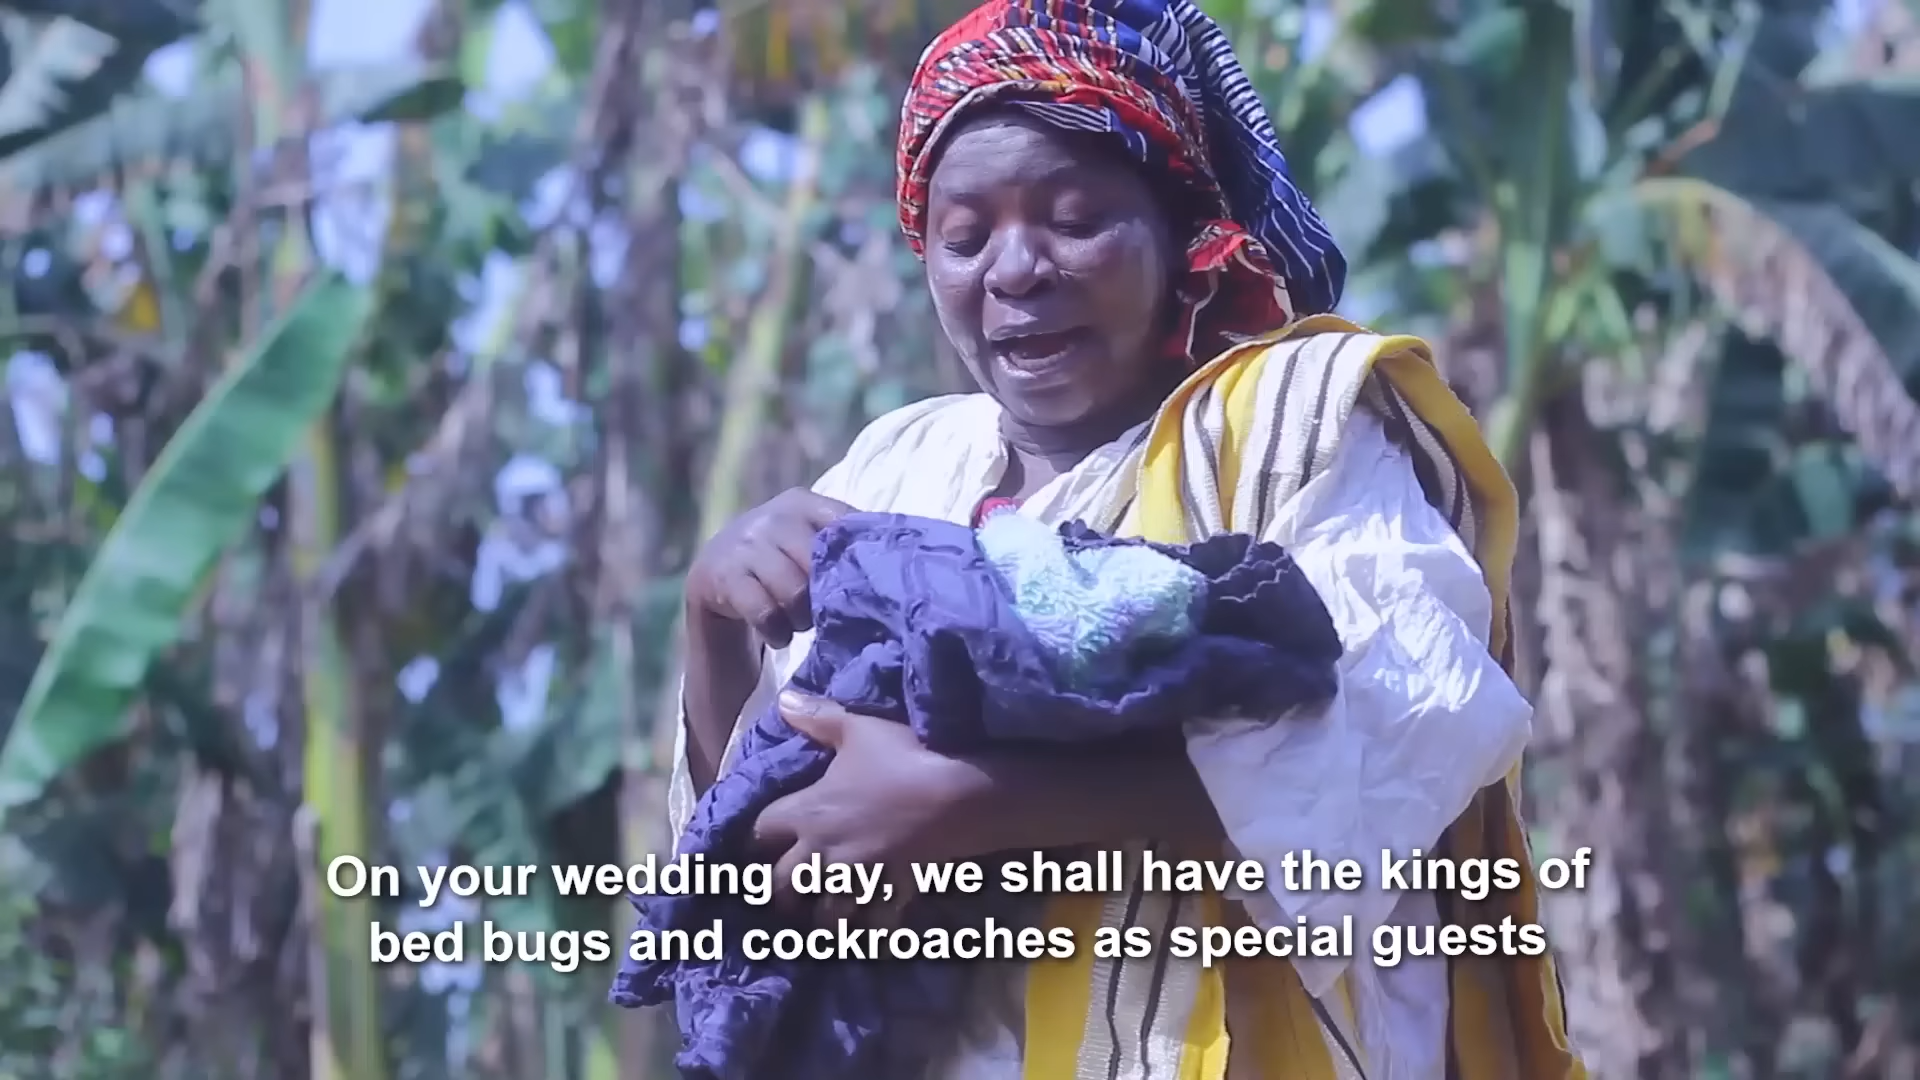 On your wedding day, we shall have the kings of
bed bugs and cockroaches as special guests